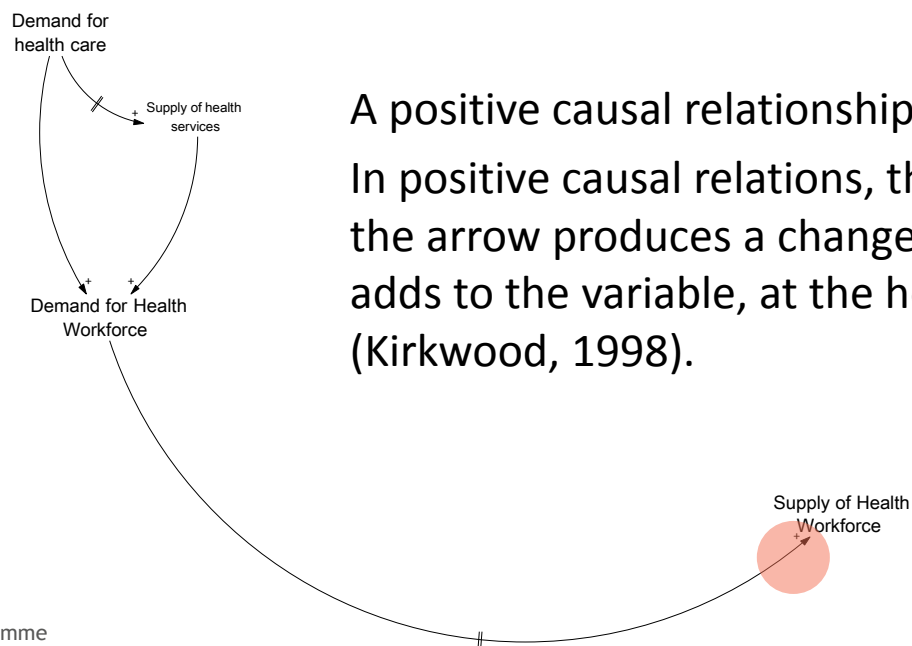 Demand for
health care
+ Supply of health
services
A positive causal relationship
In positive causal relations, th
the arrow produces a change
adds to the variable, at the h
(Kirkwood, 1998).
+ +
Demand for Health
Workforce
Supply of Health
Workforce
+
mme